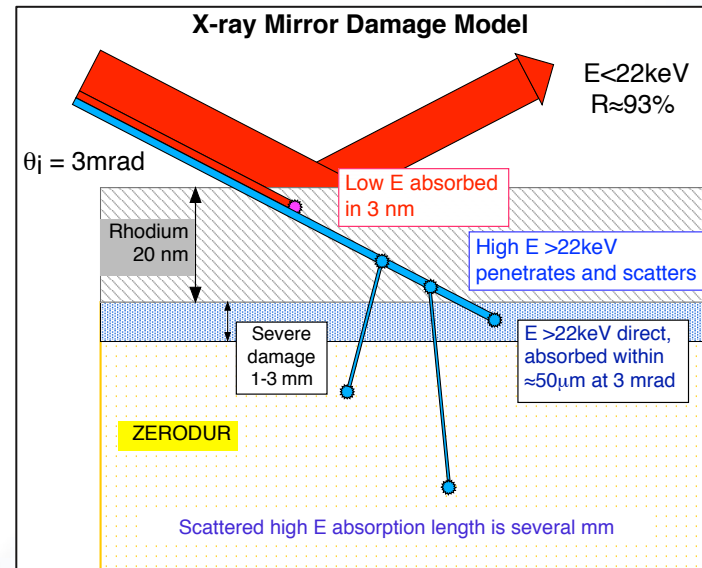 X-ray Mirror Damage Model
E<22keV
R≈93%
θi = 3mrad
Low E absorbed
in 3 nm
Rhodium
20 nm
High E >22keV
penetrates and scatters
Severe
damage
1-3 mm
E >22keV direct,
absorbed within
≈50μm at 3 mrad
ZERODUR
Scattered high E absorption length is several mm